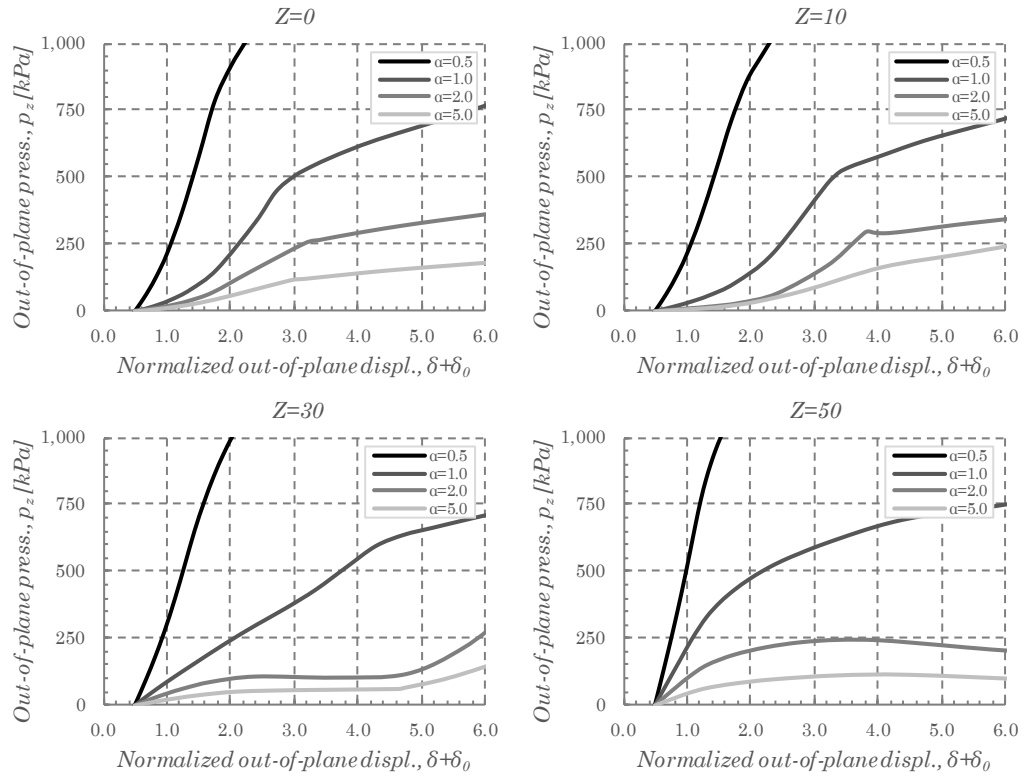 Z=0
Out-of-plane press., pz [kPa]
1,000
750
500
250
0
α=0.5
α=1.0
α=2.0
α=5.0
0.0 1.0 2.0 3.0 4.0 5.0 6.0
Normalized out-of-plane displ., δ+δ0
Z=10
Out-of-plane press., pz [kPa]
1,000
750
500
250
0
α=0.5
α=1.0
α=2.0
α=5.0
0.0 1.0 2.0 3.0 4.0 5.0 6.0
Normalized out-of-plane displ., δ+δ0
Z=30
Out-of-plane press., pz [kPa]
1,000
750
500
250
0
α=0.5
α=1.0
α=2.0
α=5.0
0.0 1.0 2.0 3.0 4.0 5.0 6.0
Normalized out-of-plane displ., δ+δ0
Z=50
Out-of-plane press., pz [kPa]
1,000
750
500
250
0
α=0.5
α=1.0
α=2.0
α=5.0
0.0 1.0 2.0 3.0 4.0 5.0 6.0
Normalized out-of-plane displ., δ+δ0